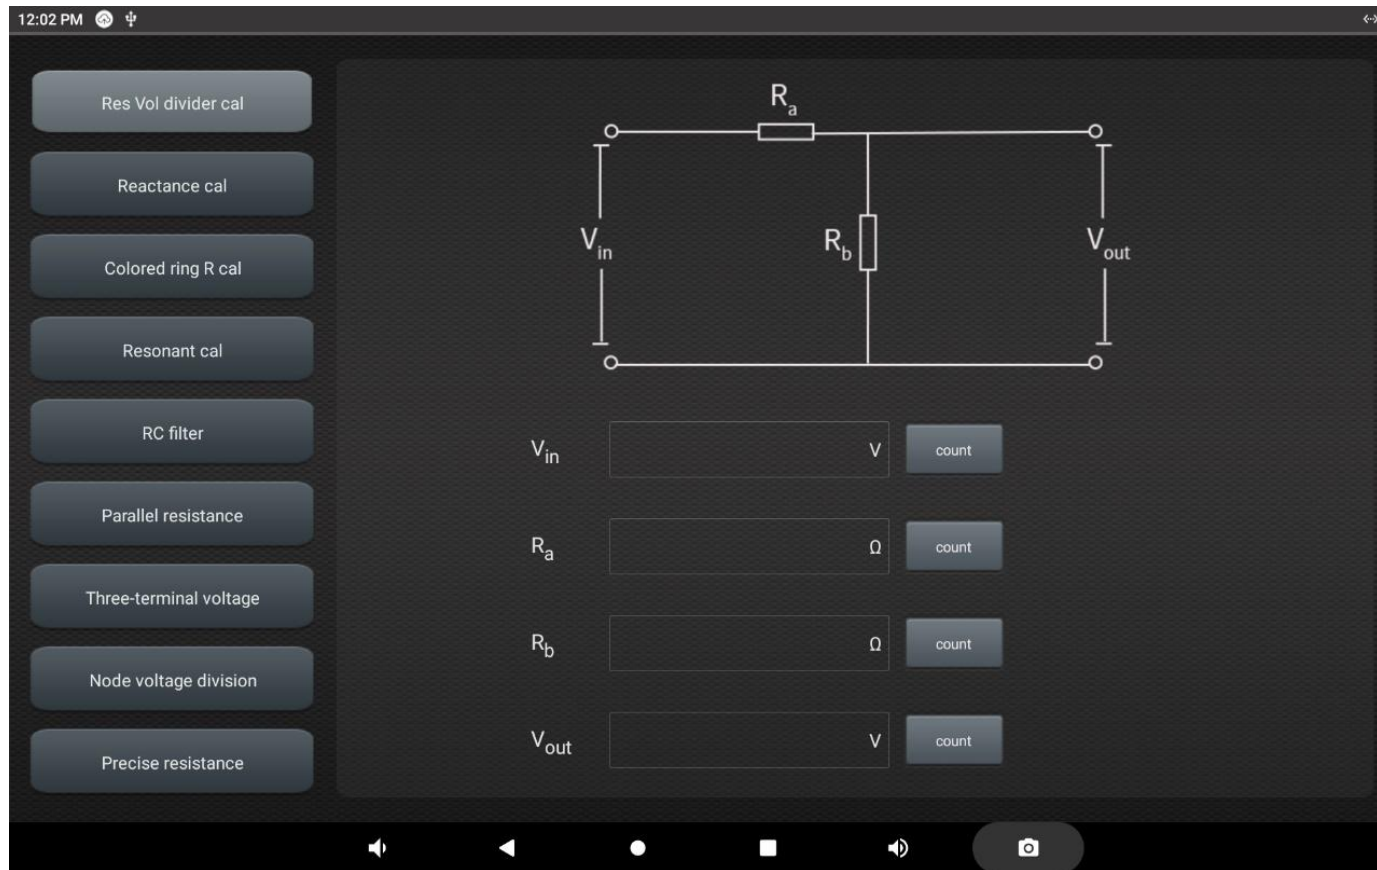 12:02 PM
Res Vol divider cal
Reactance cal
Colored ring R cal
Resonant cal
RC filter
Parallel resistance
Three-terminal voltage
Node voltage division
Precise resistance
Ra
Vin
Rb
Vout
Vin V count
Ra Ω count
Rb Ω count
Vout V count